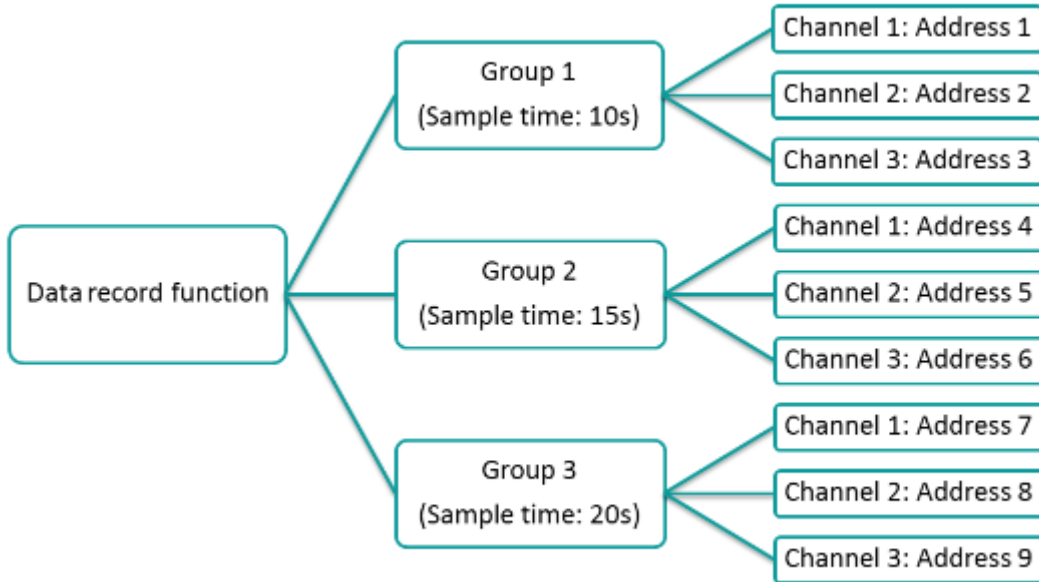 Data record function
Group 1
(Sample time: 10s)
Channel 1: Address 1
Channel 2: Address 2
Channel 3: Address 3
Group 2
(Sample time: 15s)
Channel 1: Address 4
Channel 2: Address 5
Channel 3: Address 6
Group 3
(Sample time: 20s)
Channel 1: Address 7
Channel 2: Address 8
Channel 3: Address 9